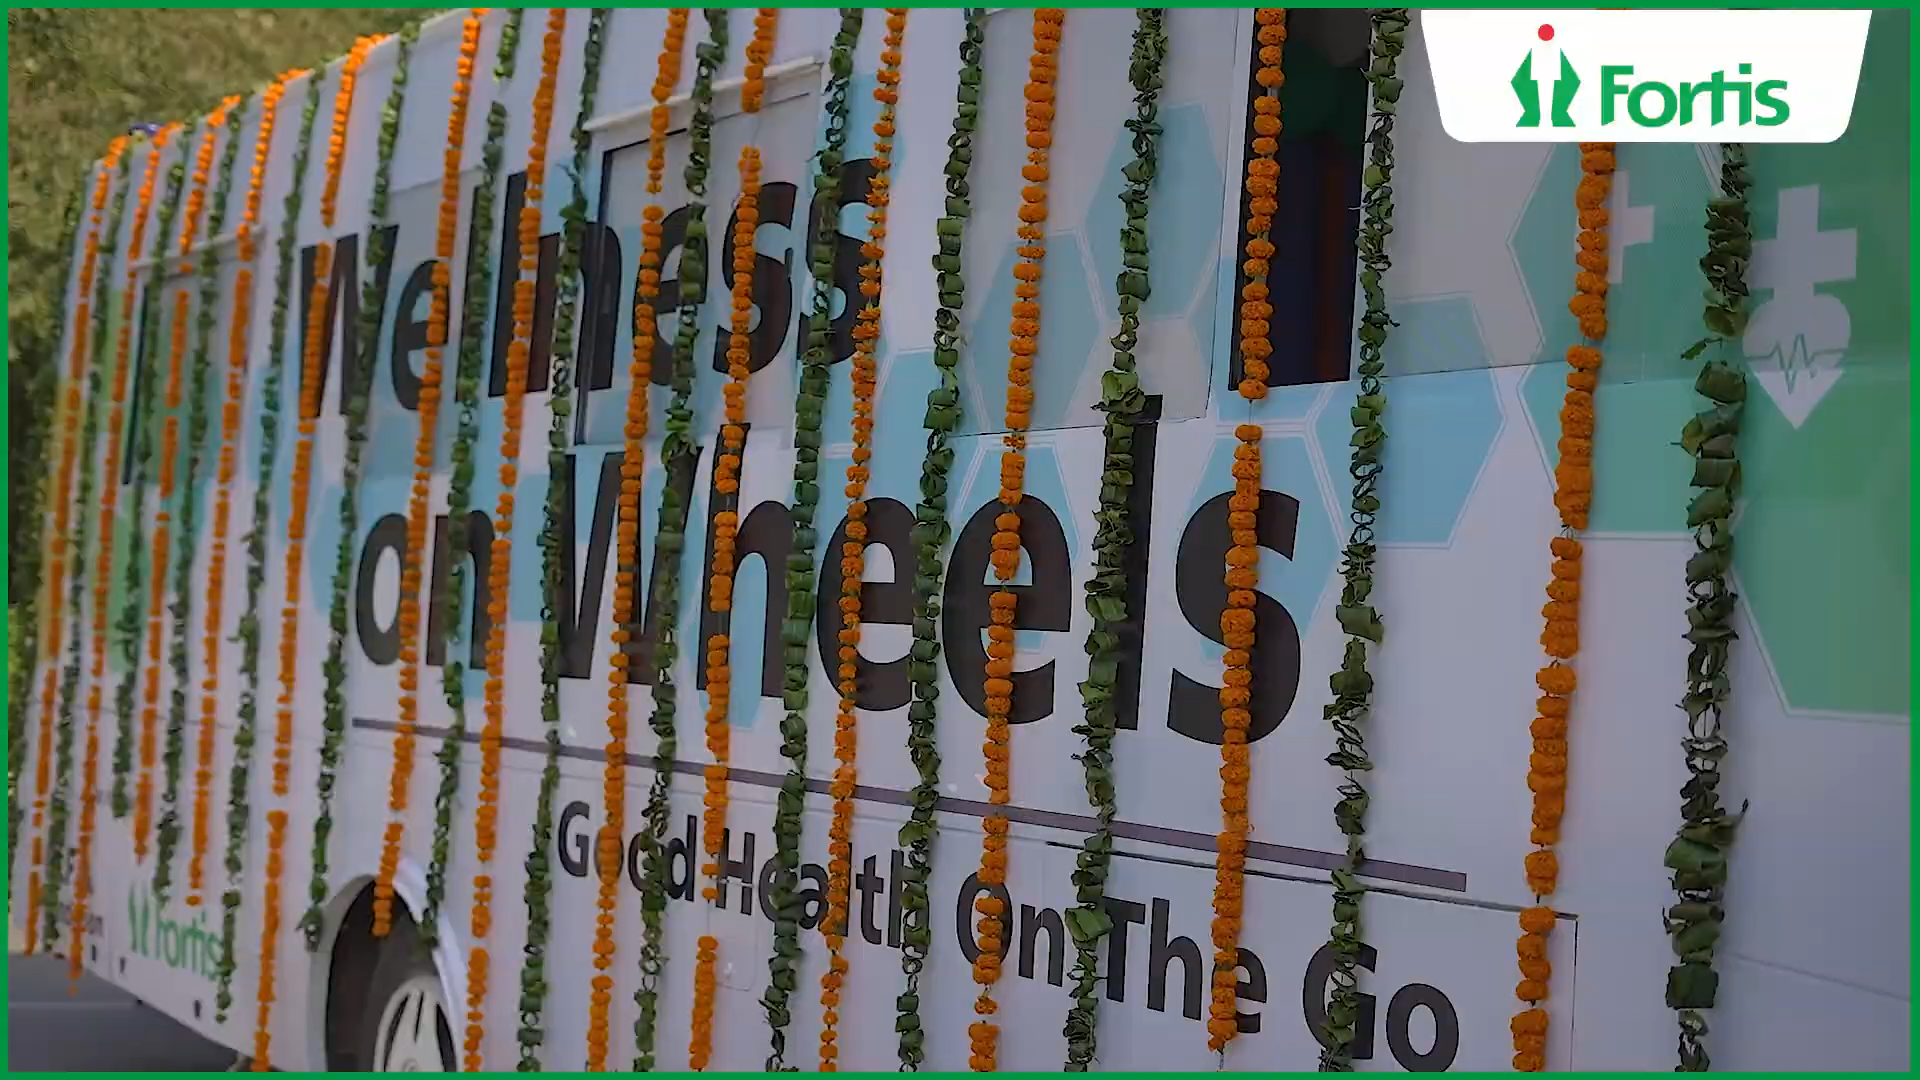 Fortis
Wellness
on Wheels
Good Health On The Go
Fortis